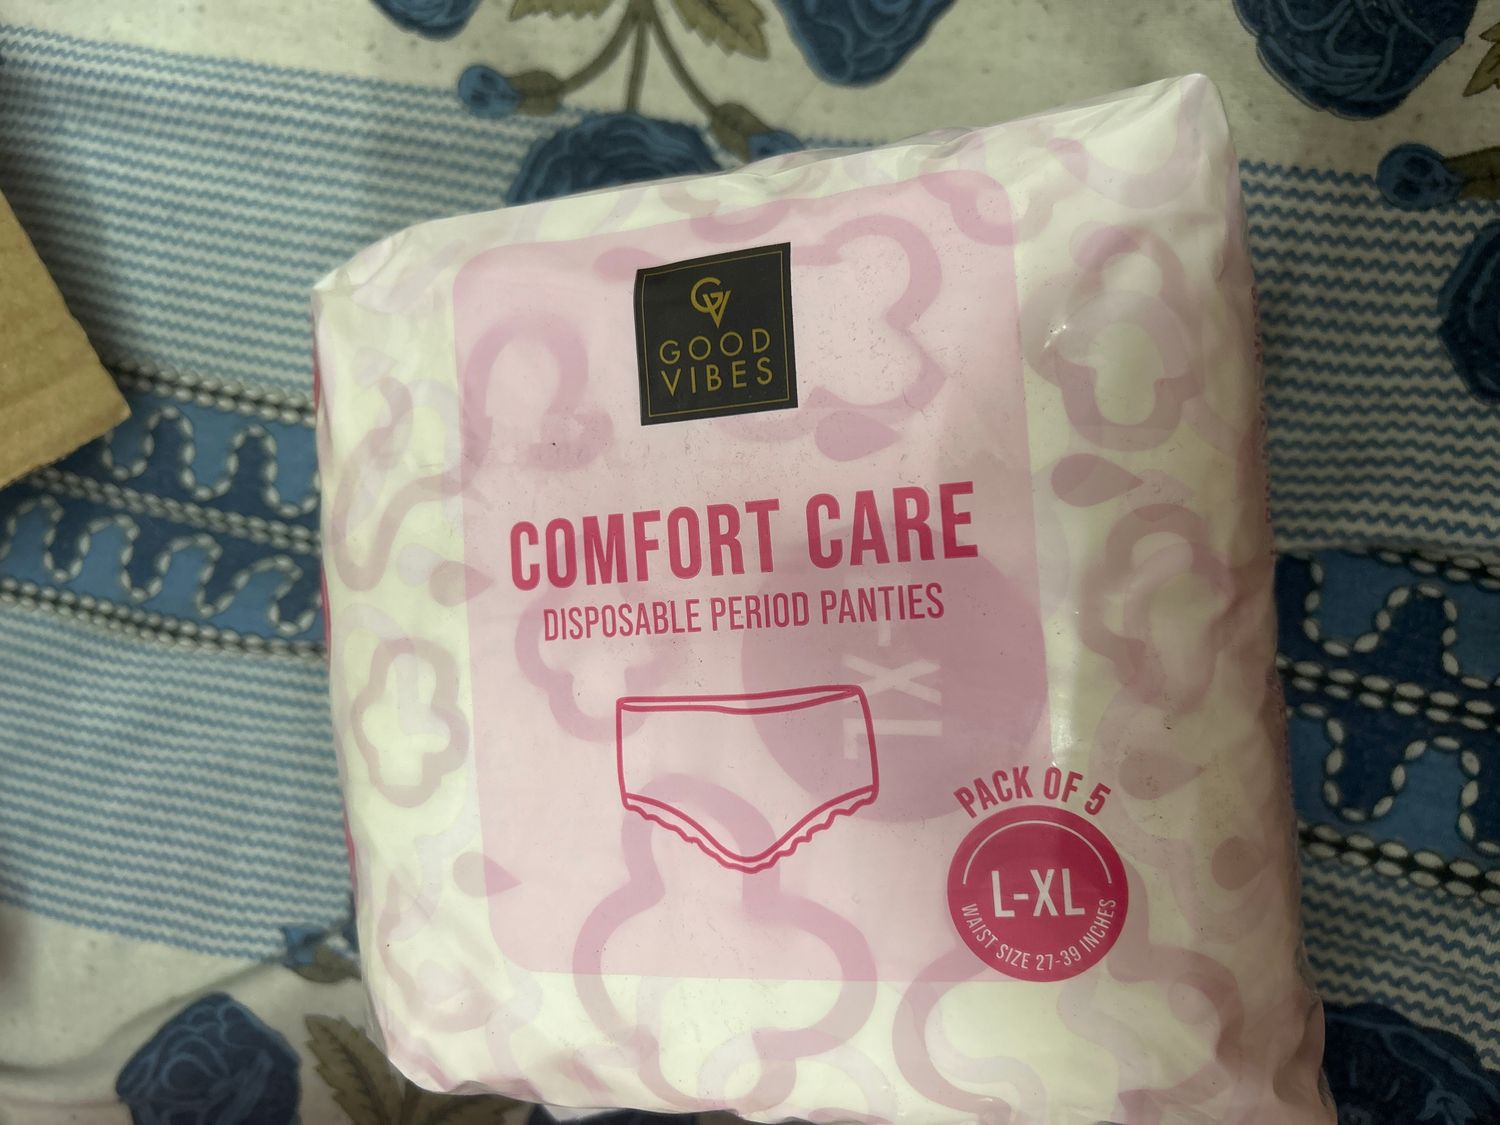 GV
GOOD
VIBES
COMFORT CARE
DISPOSABLE PERIOD PANTIES
-XL
PACK OF 5
L-XL
WAIST SIZE 27-39 INCHES